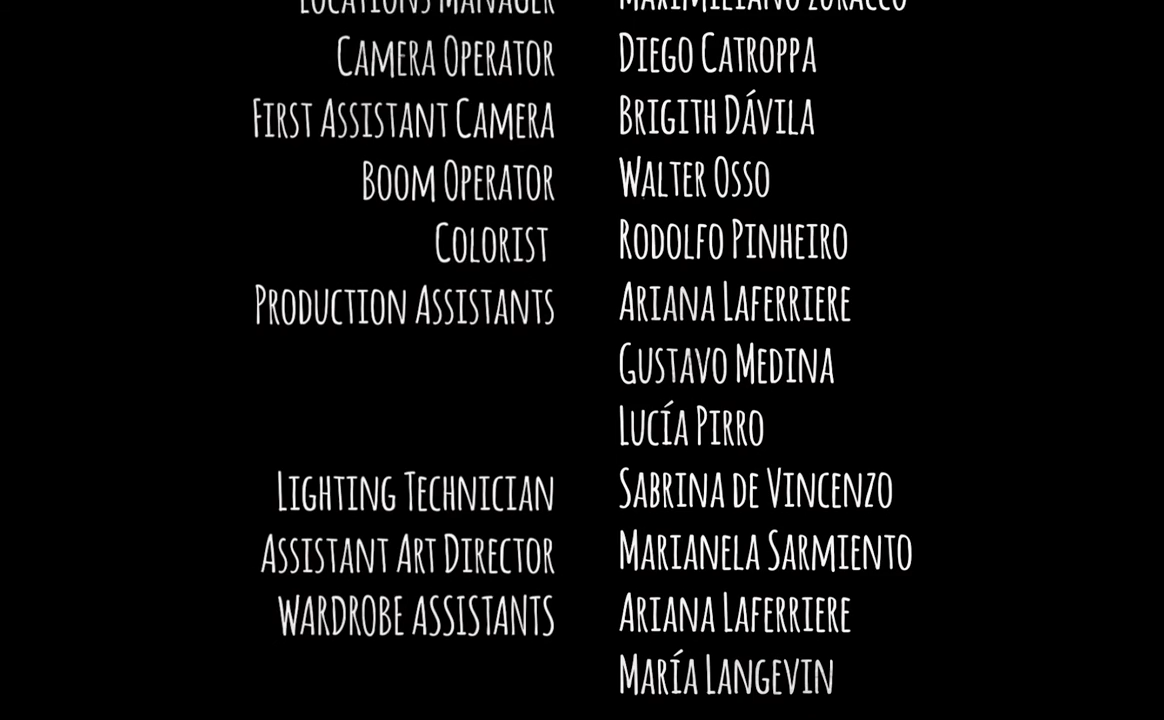 Locations Manager Maximiliano Zoracco
Camera Operator Diego Catroppa
First Assistant Camera Brigith Dávila
Boom Operator Walter Osso
Colorist Rodolfo Pinheiro
Production Assistants Ariana Laferriere
Gustavo Medina
Lucía Pirro
Lighting Technician Sabrina de Vincenzo
Assistant Art Director Marianela Sarmiento
WARDROBE ASSISTANTS Ariana Laferriere
María Langevin